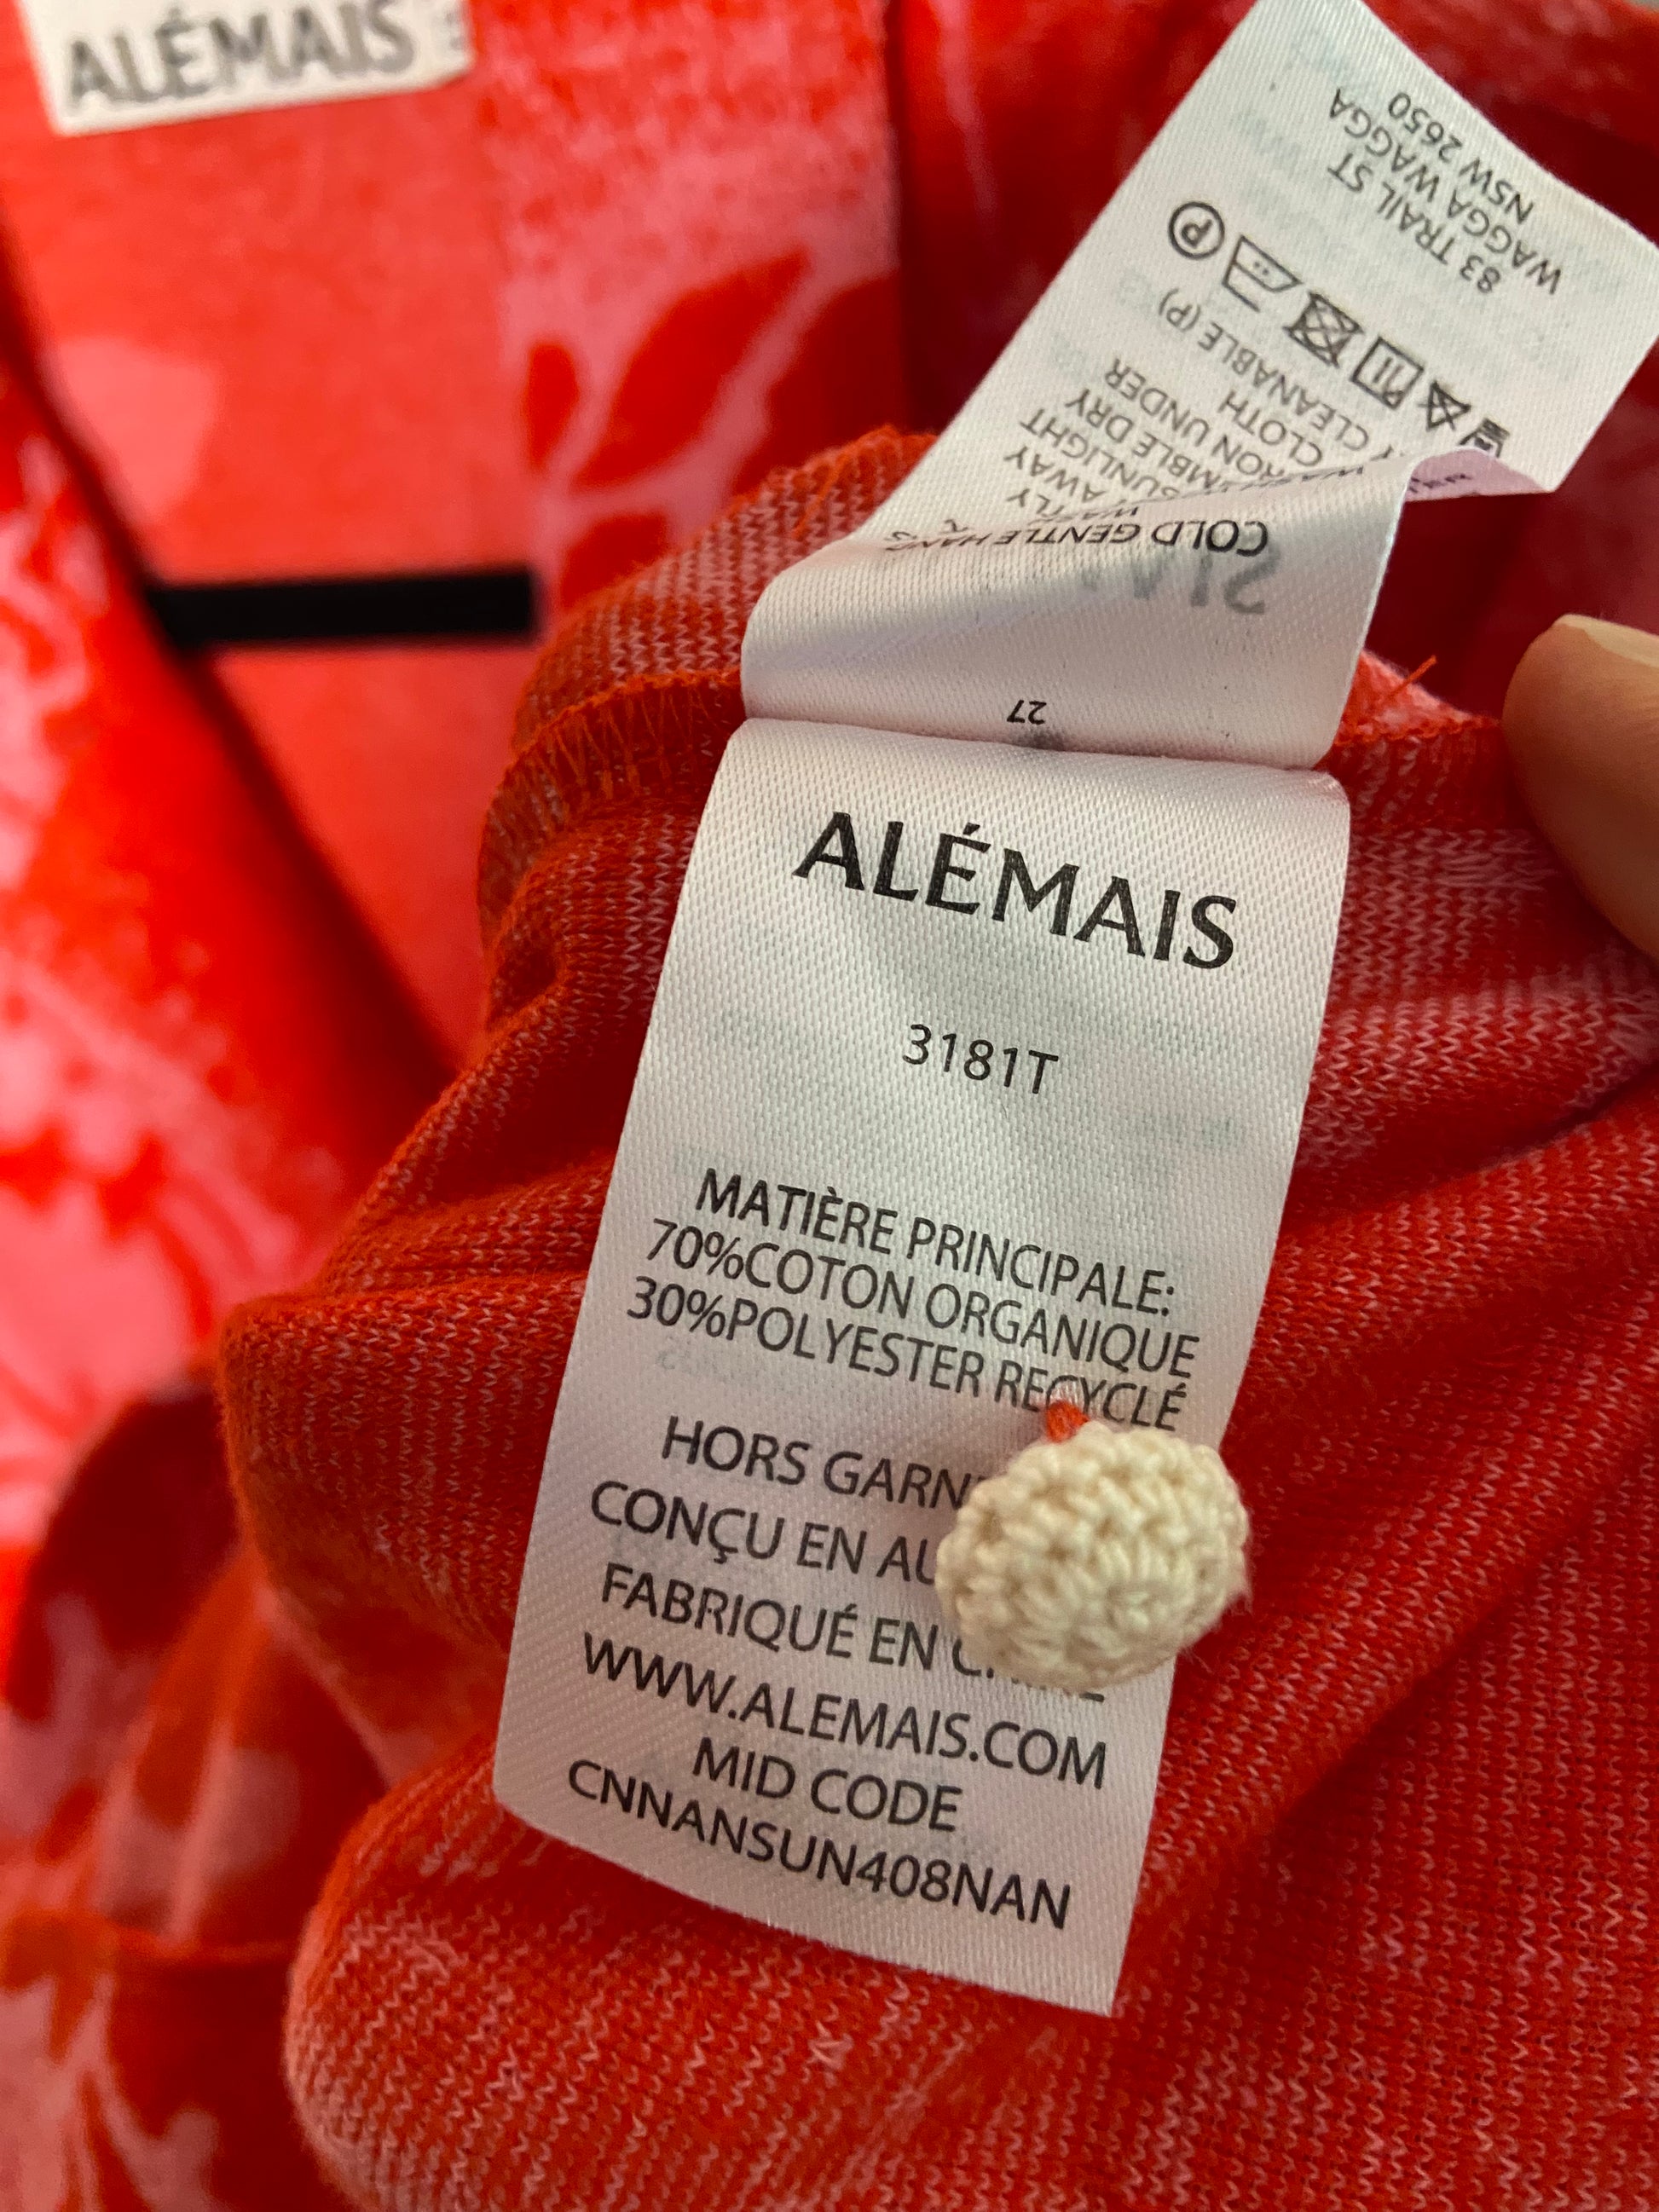 ALÉMAIS
83 TRAIL ST
WAGGA WAGGA
NSW 2650
P
CLEANABLE (P)
CLOTH
IRON UNDER
TUMBLE DRY
SUNLIGHT
AWAY
COLD GENTLE HAND
27
ALÉMAIS
3181T
MATIÈRE PRINCIPALE:
70%COTON ORGANIQUE
30%POLYESTER RECYCLÉ
HORS
CONÇU EN
FABRIQUÉ EN
WWW.ALEMAIS.COM
MID CODE
CNNANSUN408NAN